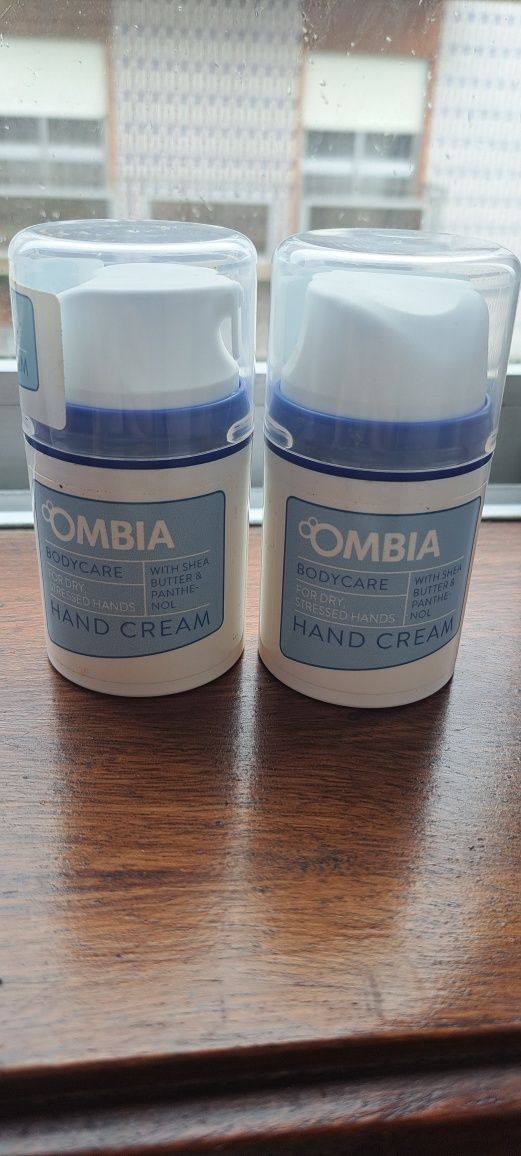 OMBIA
BODYCARE
FOR DRY,
STRESSED HANDS
WITH SHEA
BUTTER &
PANTHE-
NOL
HAND CREAM
OMBIA
BODYCARE
FOR DRY,
STRESSED HANDS
WITH SHEA
BUTTER &
PANTHE-
NOL
HAND CREAM